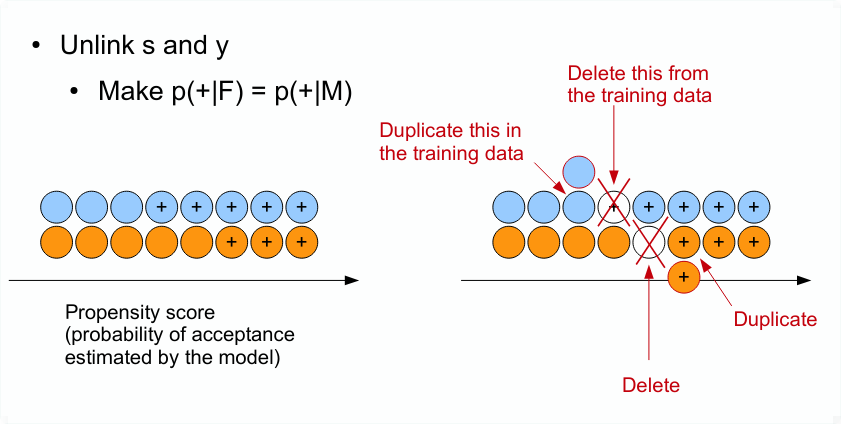 • Unlink s and y
• Make p(+|F) = p(+|M)
Delete this from
the training data
Duplicate this in
the training data
+ + + + +
+ + +
Propensity score
(probability of acceptance
estimated by the model)
+ + + + +
+ + +
+
Duplicate
Delete